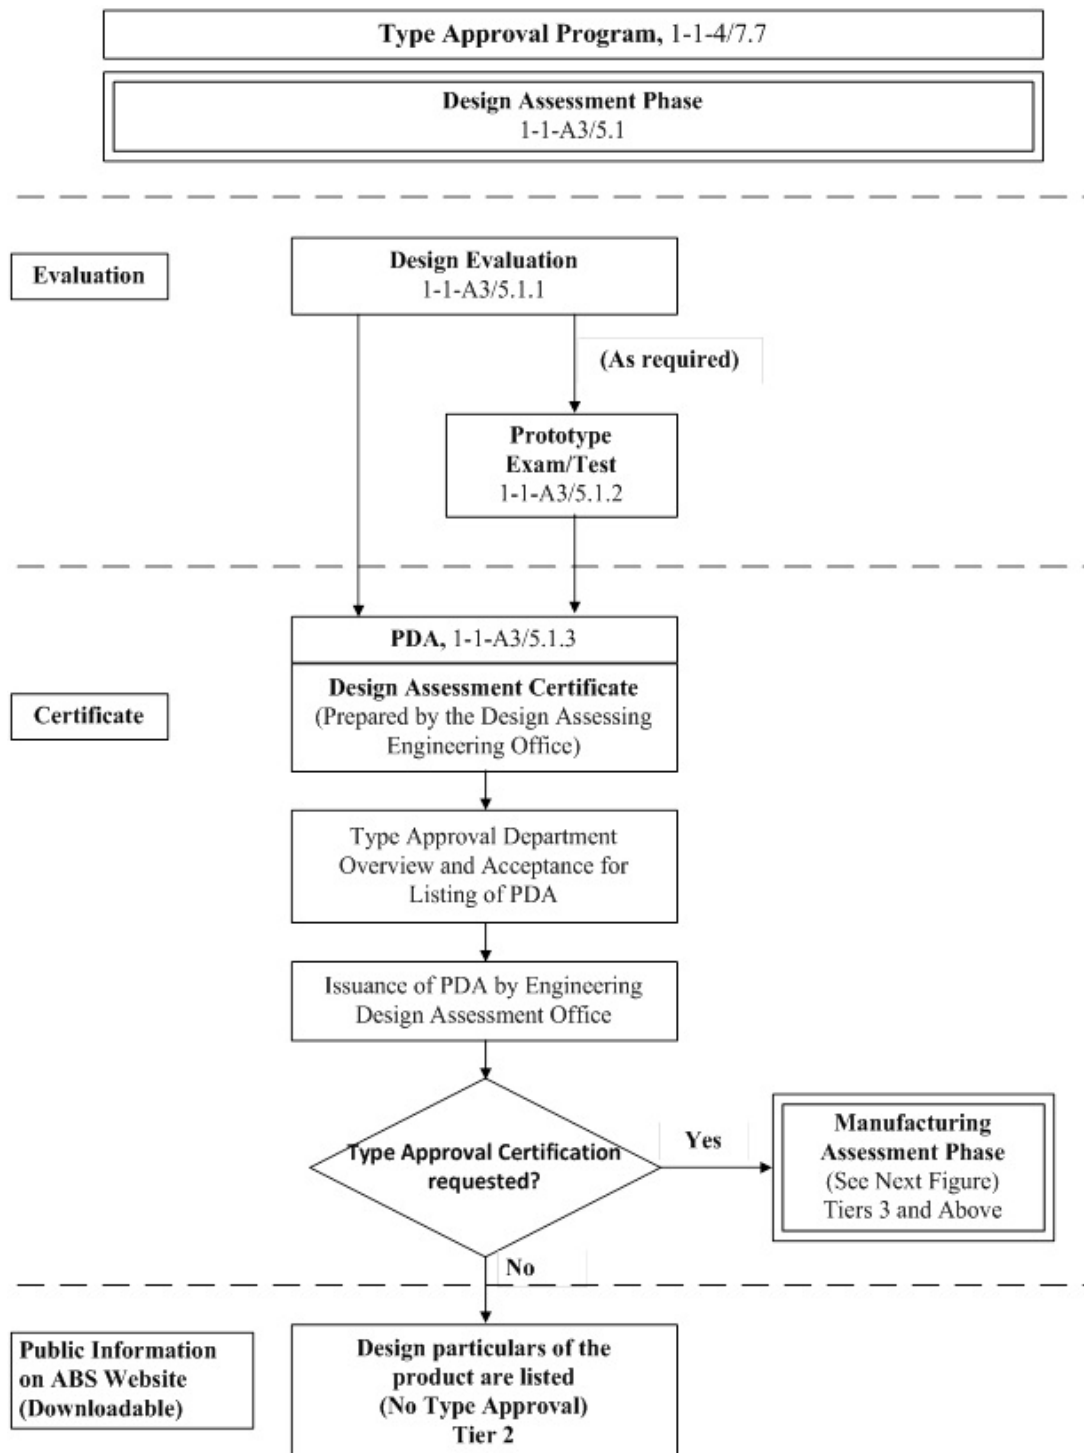 Type Approval Program, 1-1-4/7.7
Design Assessment Phase
1-1-A3/5.1
Evaluation
Design Evaluation
1-1-A3/5.1.1
(As required)
Prototype
Exam/Test
1-1-A3/5.1.2
PDA, 1-1-A3/5.1.3
Certificate
Design Assessment Certificate
(Prepared by the Design Assessing
Engineering Office)
Type Approval Department
Overview and Acceptance for
Listing of PDA
Issuance of PDA by Engineering
Design Assessment Office
Type Approval Certification
requested?
Yes
Manufacturing
Assessment Phase
(See Next Figure)
Tiers 3 and Above
No
Public Information
on ABS Website
(Downloadable)
Design particulars of the
product are listed
(No Type Approval)
Tier 2